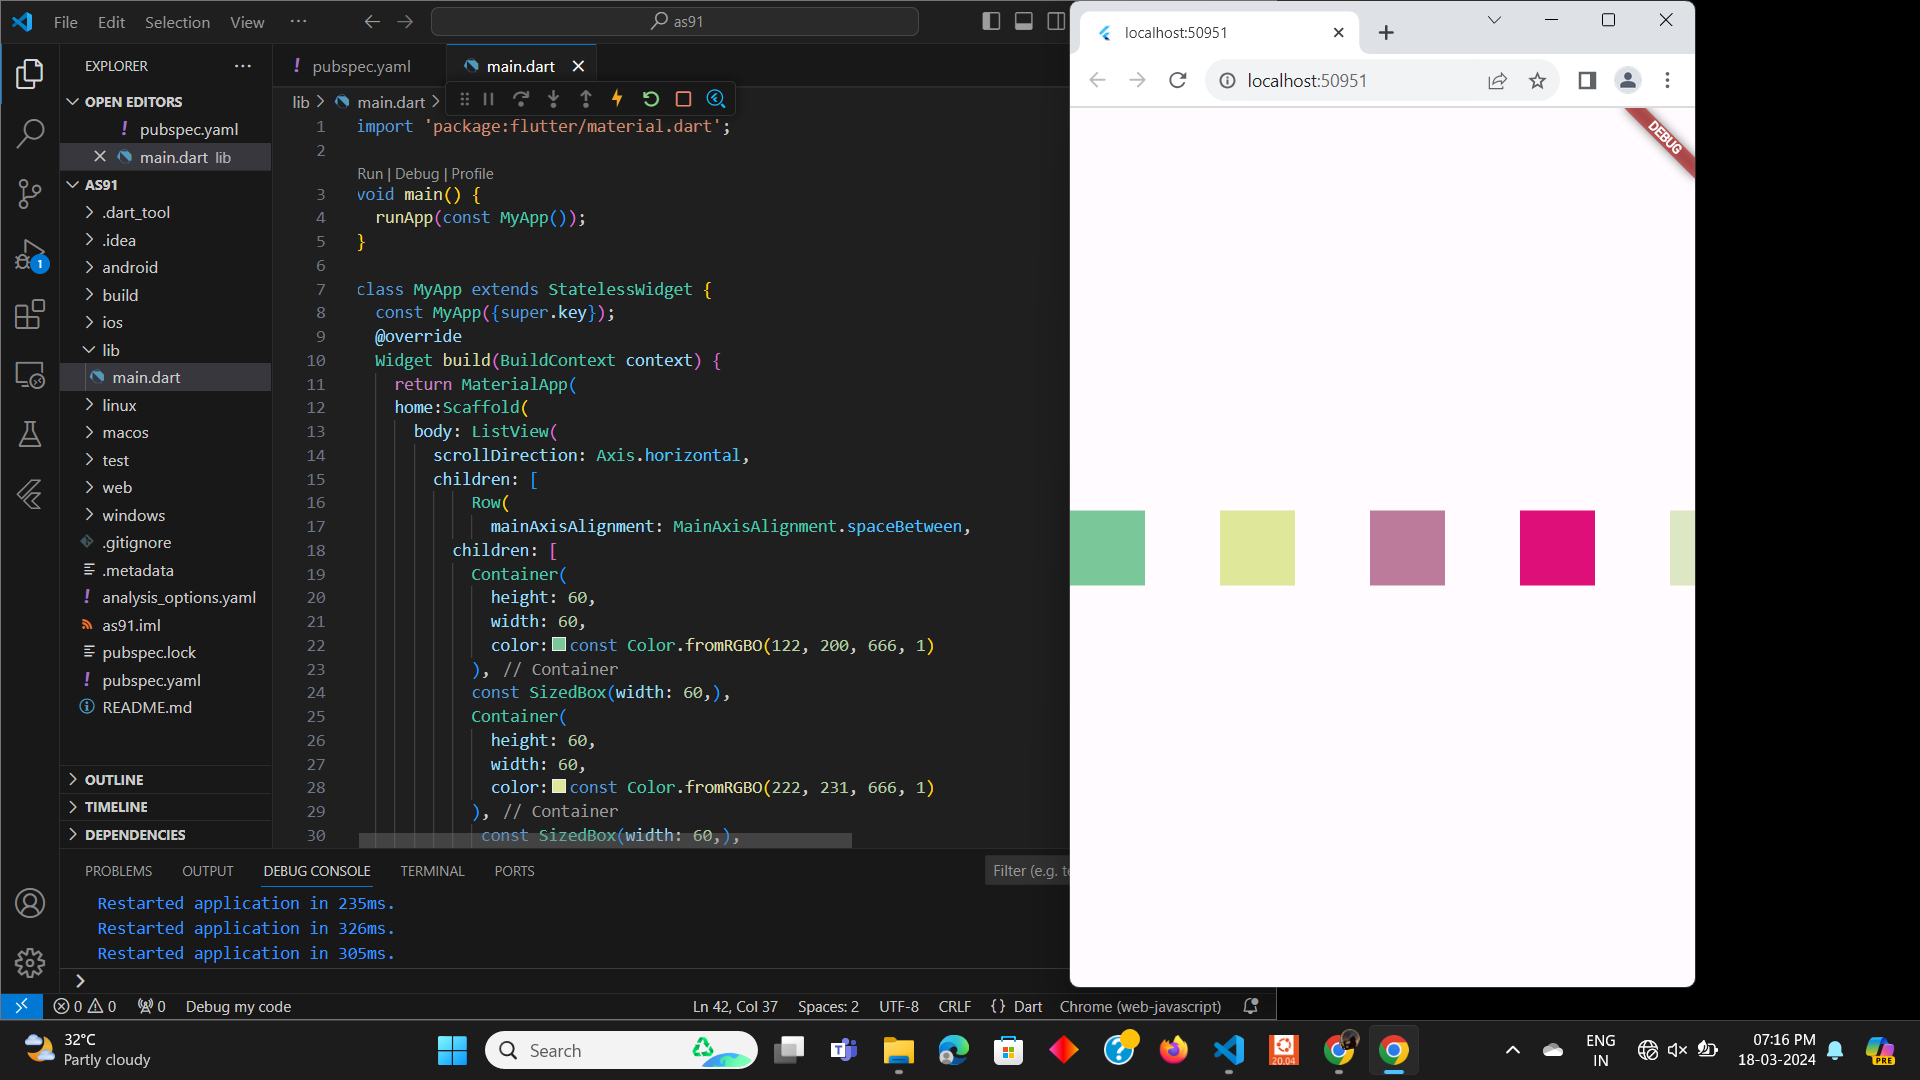 File Edit Selection View ···
as91
EXPLORER
OPEN EDITORS
! pubspec.yaml
main.dart lib
AS91
.dart_tool
.idea
android
build
ios
lib
main.dart
linux
macos
test
web
windows
.gitignore
.metadata
! analysis_options.yaml
as91.iml
pubspec.lock
! pubspec.yaml
README.md
OUTLINE
TIMELINE
DEPENDENCIES
! pubspec.yaml
main.dart
lib > main.dart >
1 import 'package:flutter/material.dart';
2
Run | Debug | Profile
3 void main() {
4 runApp(const MyApp());
5 }
6
7 class MyApp extends StatelessWidget {
8 const MyApp({super.key});
9 @override
10 Widget build(BuildContext context) {
11 return MaterialApp(
12 home:Scaffold(
13 body: ListView(
14 scrollDirection: Axis.horizontal,
15 children: [
16 Row(
17 mainAxisAlignment: MainAxisAlignment.spaceBetween,
18 children: [
19 Container(
20 height: 60,
21 width: 60,
22 color: const Color.fromRGBO(122, 200, 666, 1)
23 ), // Container
24 const SizedBox(width: 60,),
25 Container(
26 height: 60,
27 width: 60,
28 color: const Color.fromRGBO(222, 231, 666, 1)
29 ), // Container
30 const SizedBox(width: 60,),
PROBLEMS OUTPUT DEBUG CONSOLE TERMINAL PORTS
Filter (e.g. te
Restarted application in 235ms.
Restarted application in 326ms.
Restarted application in 305ms.
>
0 0 0 Debug my code
Ln 42, Col 37 Spaces: 2 UTF-8 CRLF {} Dart Chrome (web-javascript)
localhost:50951
localhost:50951
DEBUG
1
32°C
Partly cloudy
Search
20.04
ENG
IN
07:16 PM
18-03-2024
PRE